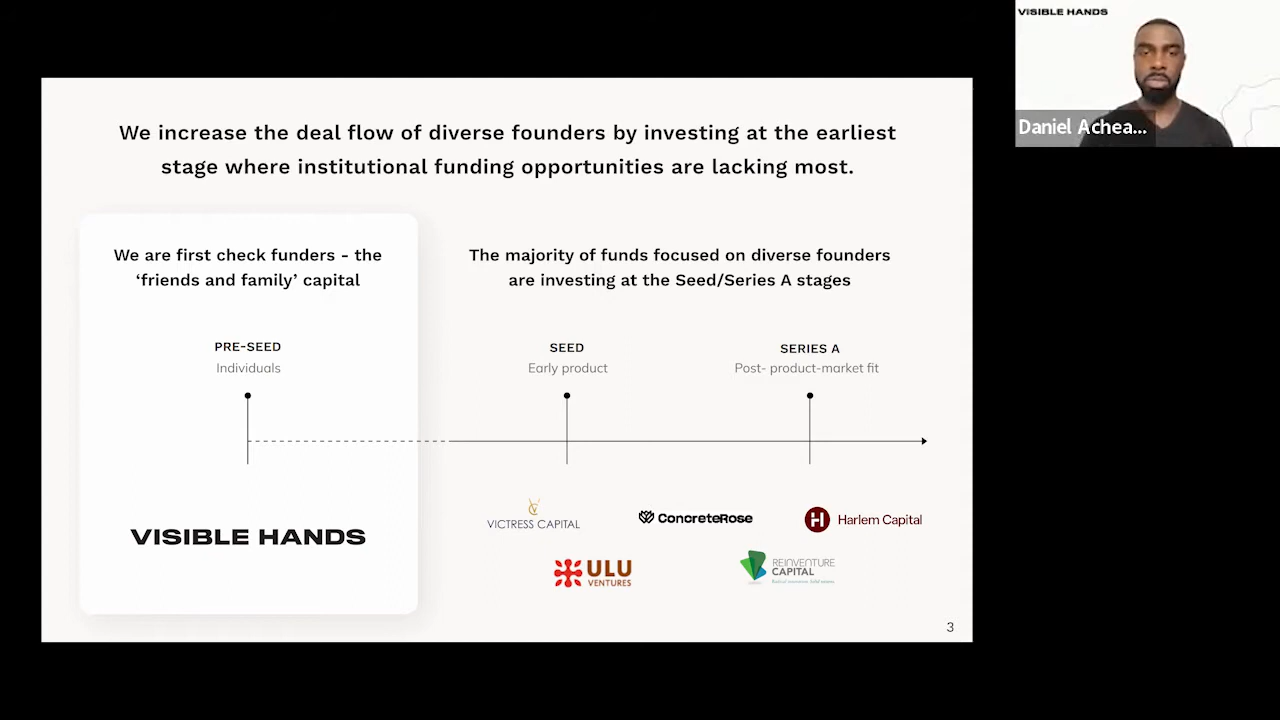 VISIBLE HANDS
Daniel Achea...
We increase the deal flow of diverse founders by investing at the earliest
stage where institutional funding opportunities are lacking most.
We are first check funders - the
‘friends and family’ capital
The majority of funds focused on diverse founders
are investing at the Seed/Series A stages
PRE-SEED
Individuals
SEED
Early product
SERIES A
Post- product-market fit
VISIBLE HANDS
VICTRESS CAPITAL
ConcreteRose
Harlem Capital
ULU
VENTURES
REINVENTURE
CAPITAL
3